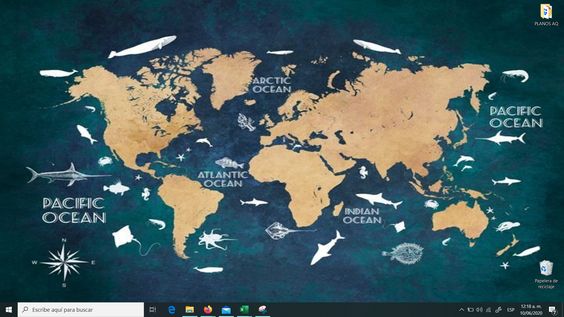 PLANOS AQ
ARCTIC
OCEAN
PACIFIC
OCEAN
ATLANTIC
OCEAN
PACIFIC
OCEAN
INDIAN
OCEAN
N
W
E
S
Papelera de
reciclaje
Escribe aquí para buscar
ESP
12:18 a. m.
10/06/2020